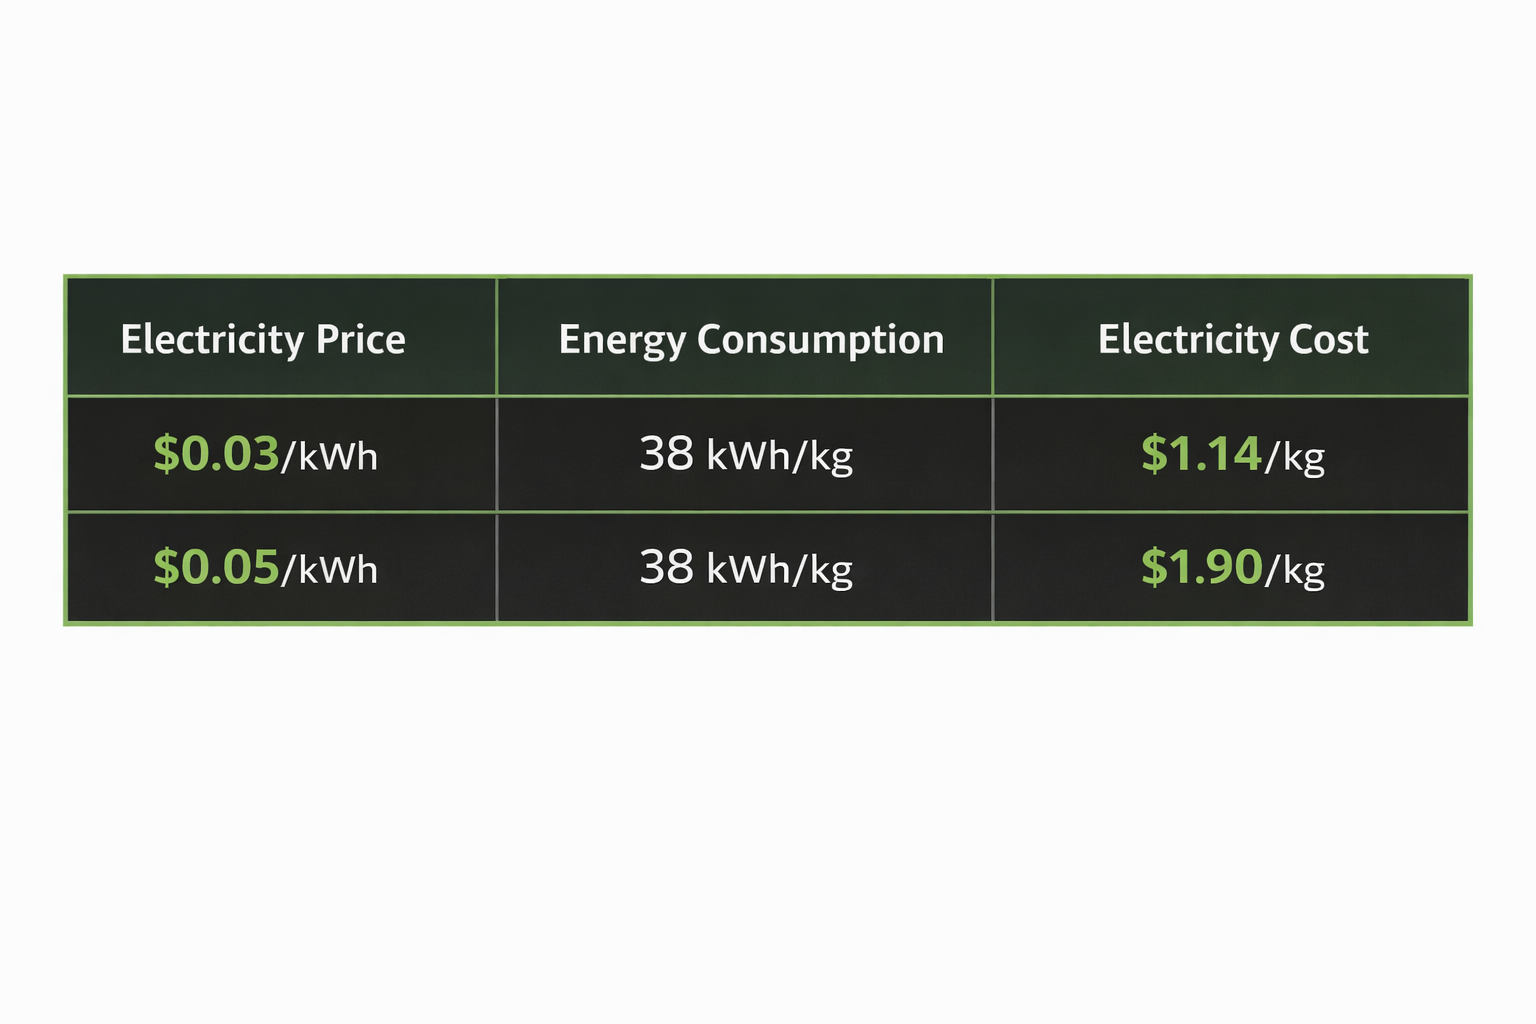 Electricity Price Energy Consumption Electricity Cost
$0.03/kWh 38 kWh/kg $1.14/kg
$0.05/kWh 38 kWh/kg $1.90/kg